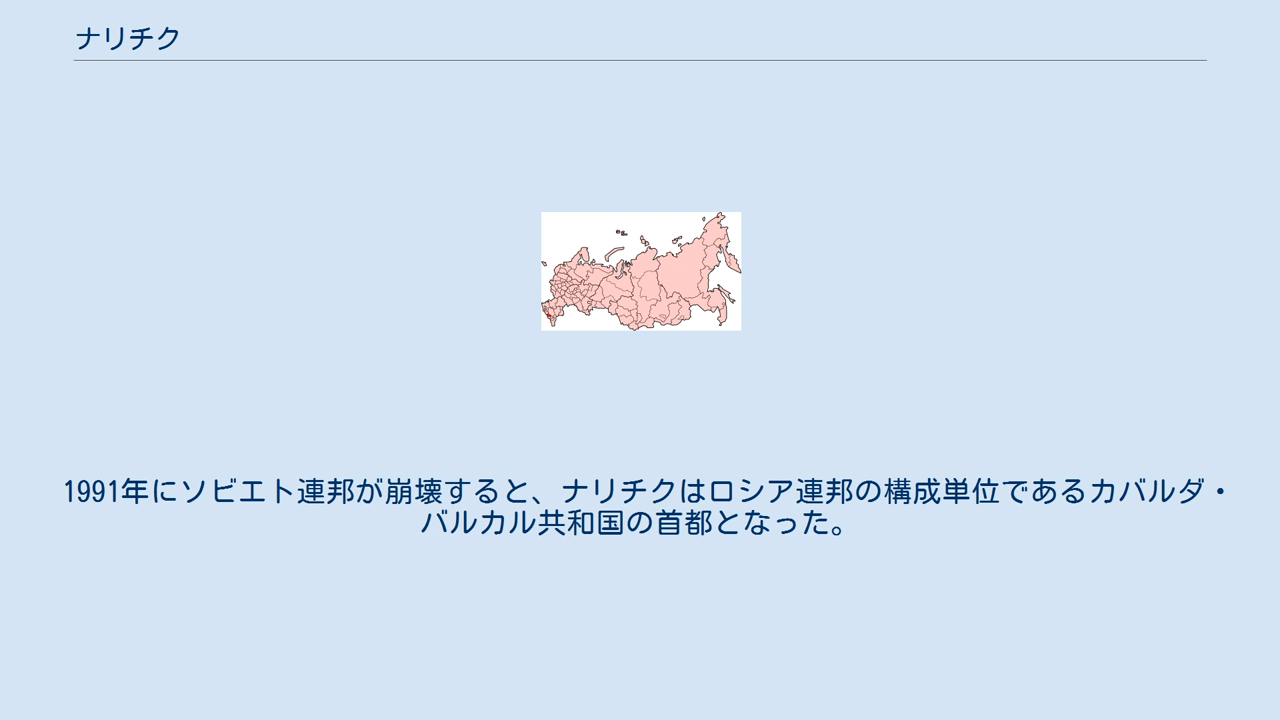 ナリチク
1991年にソビエト連邦が崩壊すると、ナリチクはロシア連邦の構成単位であるカバルダ・
バルカル共和国の首都となった。